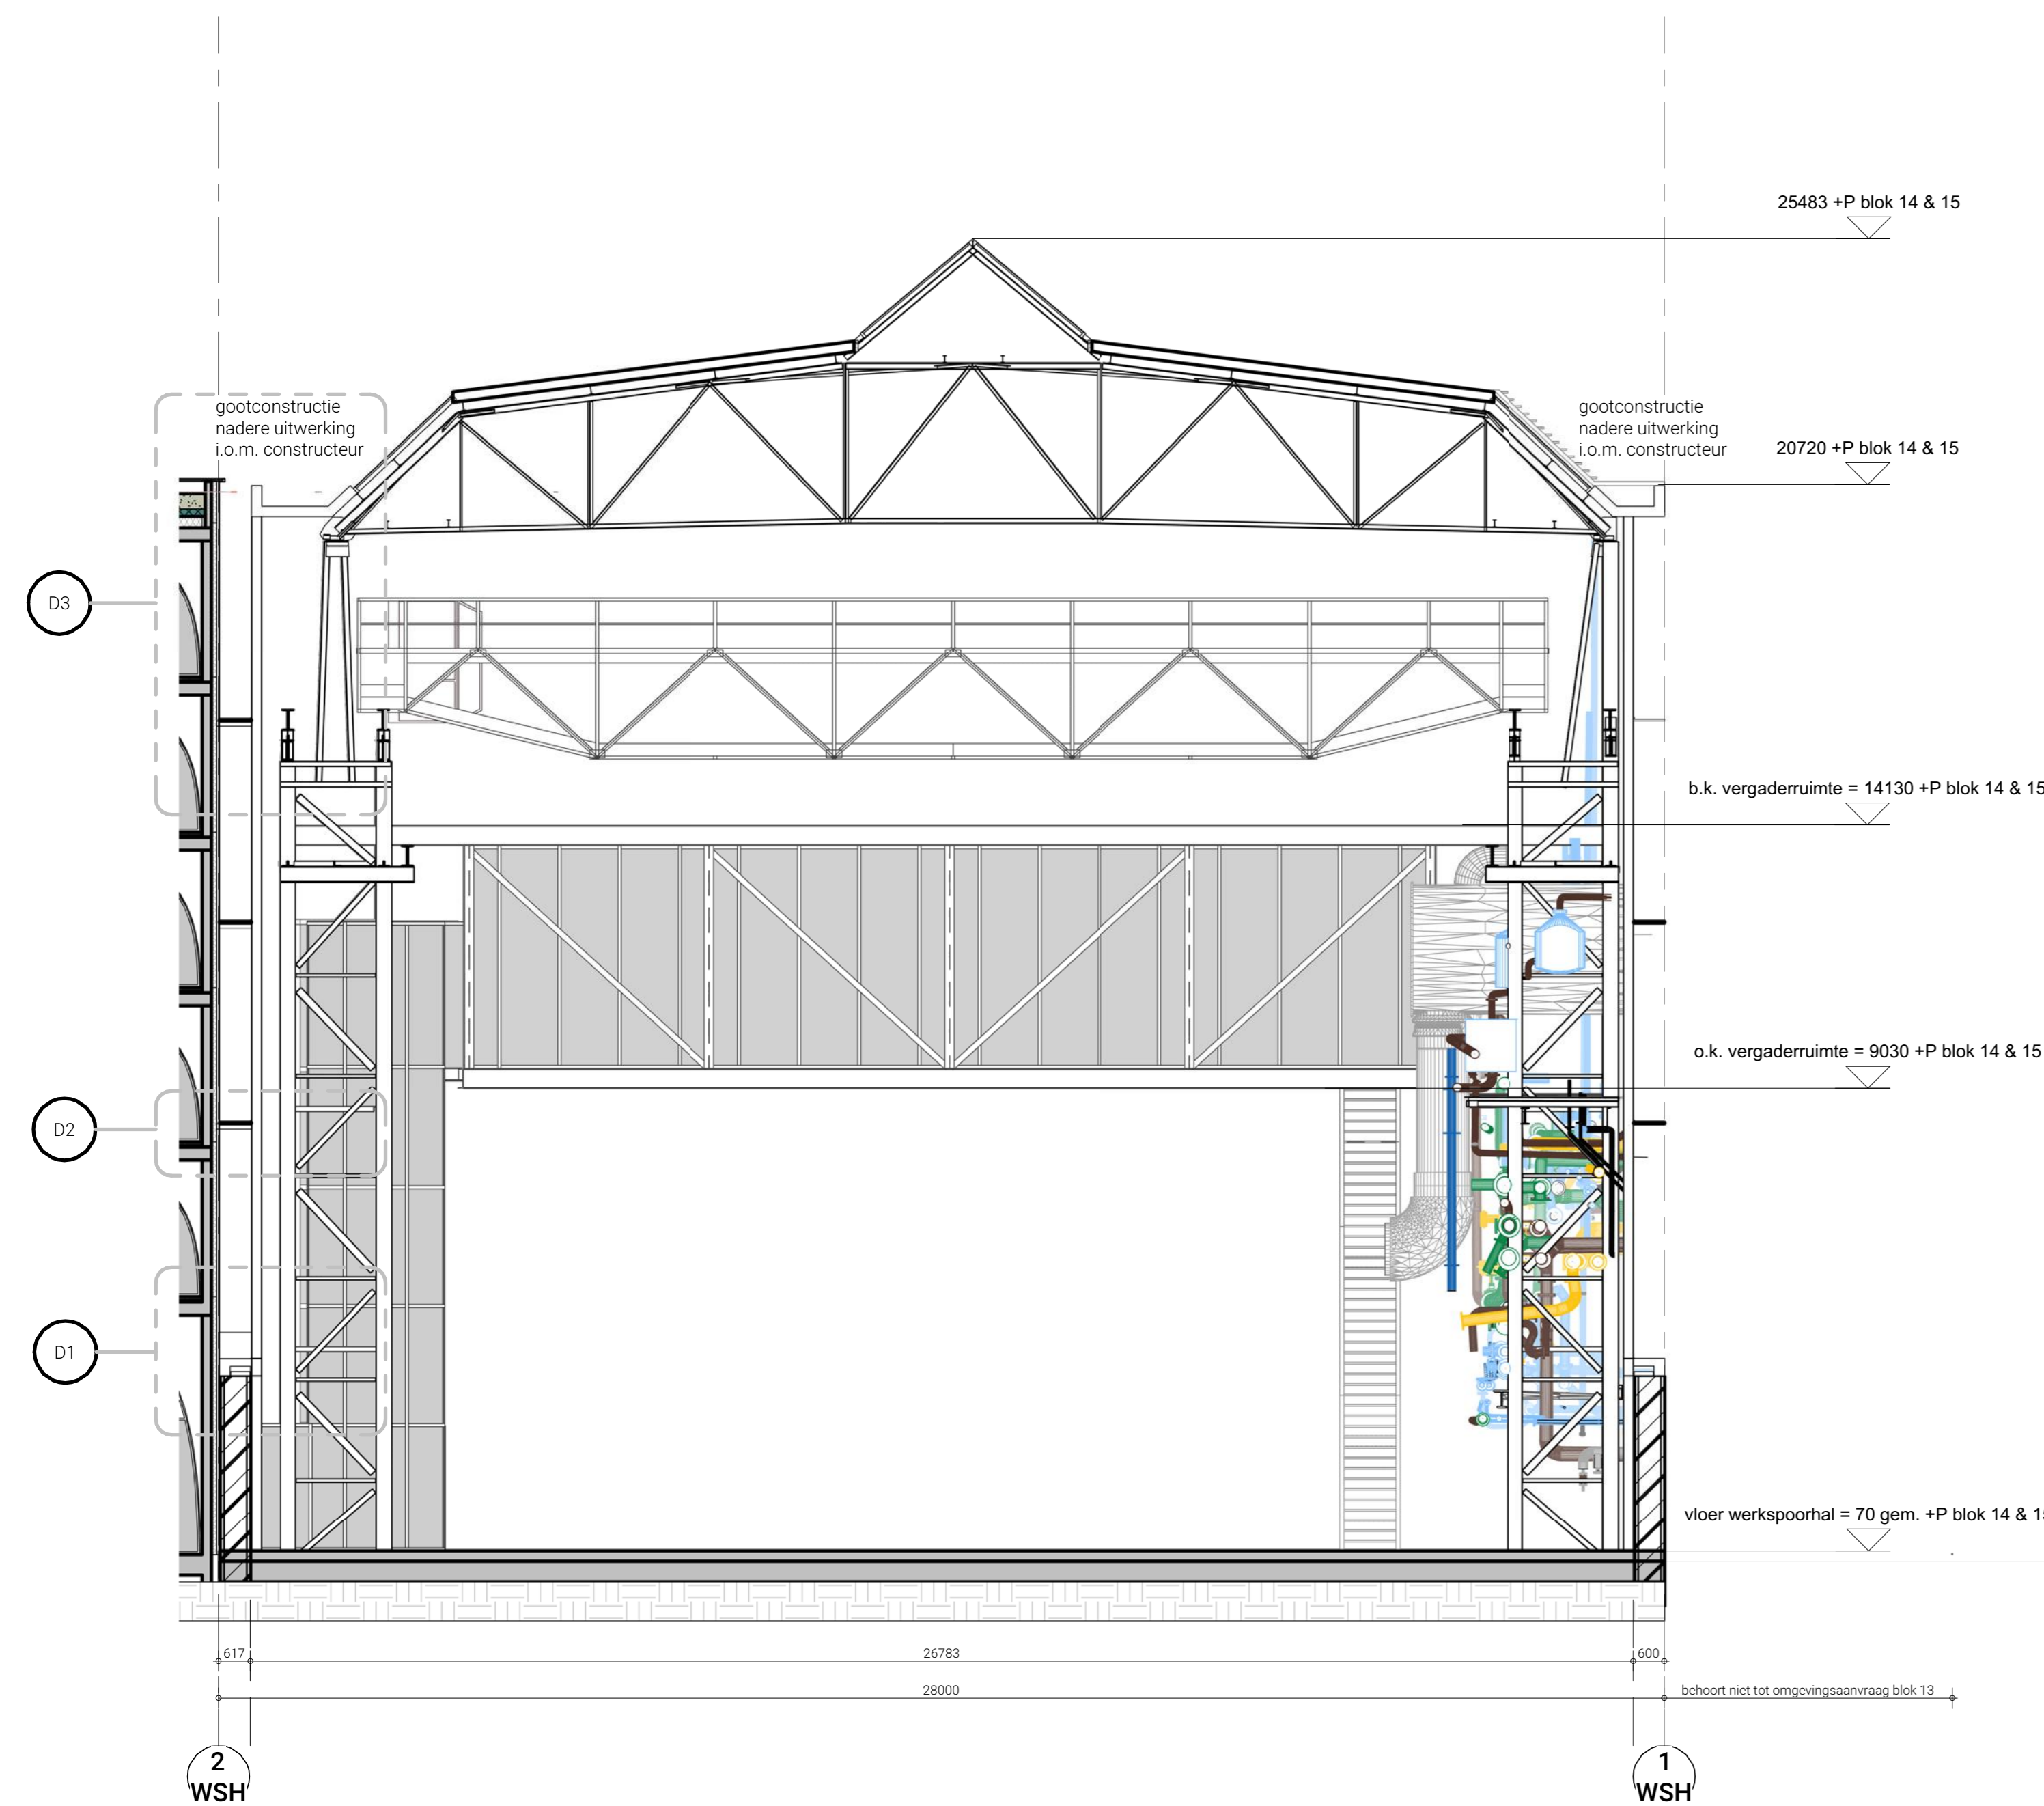 25483 +P blok 14 & 15
gootconstructie
nadere uitwerking
i.o.m. constructeur
gootconstructie
nadere uitwerking
i.o.m. constructeur
20720 +P blok 14 & 15
D3
b.k. vergaderruimte = 14130 +P blok 14 & 15
o.k. vergaderruimte = 9030 +P blok 14 & 15
D2
D1
vloer werkspoorhal = 70 gem. +P blok 14 & 1
617
26783
600
28000
behoort niet tot omgevingsaanvraag blok 13
2
WSH
1
WSH